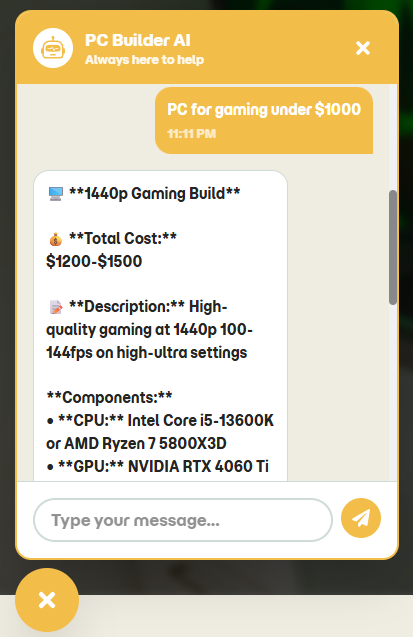 PC Builder AI
Always here to help
PC for gaming under $1000
11:11 PM
**1440p Gaming Build**
**Total Cost:**
$1200-$1500
**Description:** High-
quality gaming at 1440p 100-
144fps on high-ultra settings
**Components:**
• **CPU:** Intel Core i5-13600K
or AMD Ryzen 7 5800X3D
• **GPU:** NVIDIA RTX 4060 Ti
Type your message...